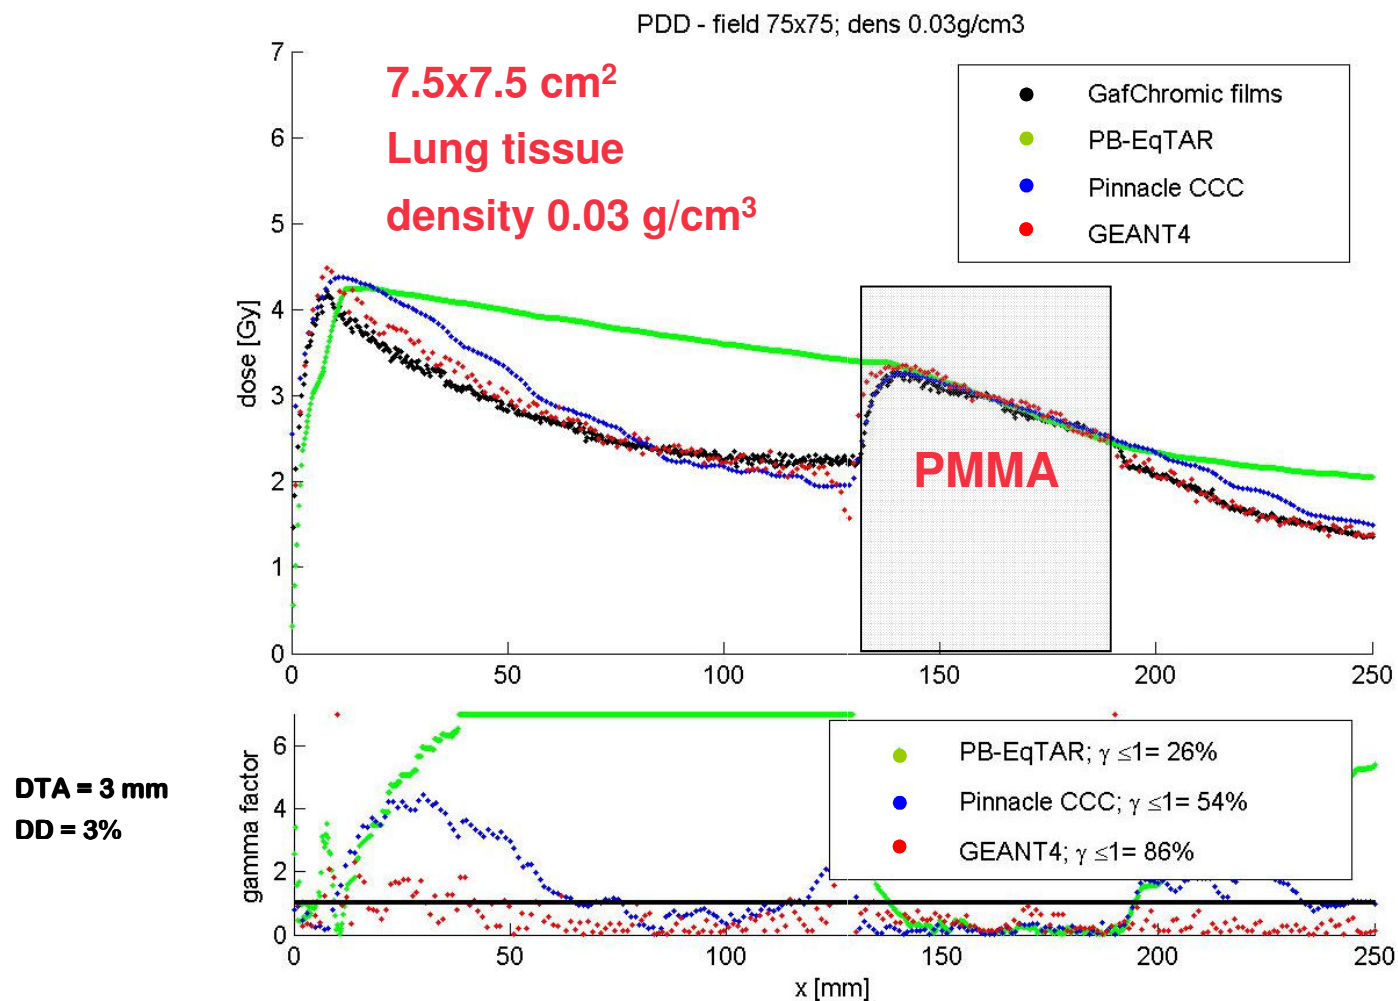 PDD - field 75x75; dens 0.03g/cm3
7
6
5
4
3
2
1
0
dose [Gy]
7.5x7.5 cm²
Lung tissue
density 0.03 g/cm³
GafChromic films
PB-EqTAR
Pinnacle CCC
GEANT4
PMMA
0 50 100 150 200 250
DTA = 3 mm
DD = 3%
gamma factor
6
4
2
0
PB-EqTAR; γ ≤1= 26%
Pinnacle CCC; γ ≤1= 54%
GEANT4; γ ≤1= 86%
0 50 100 150 200 250
x [mm]